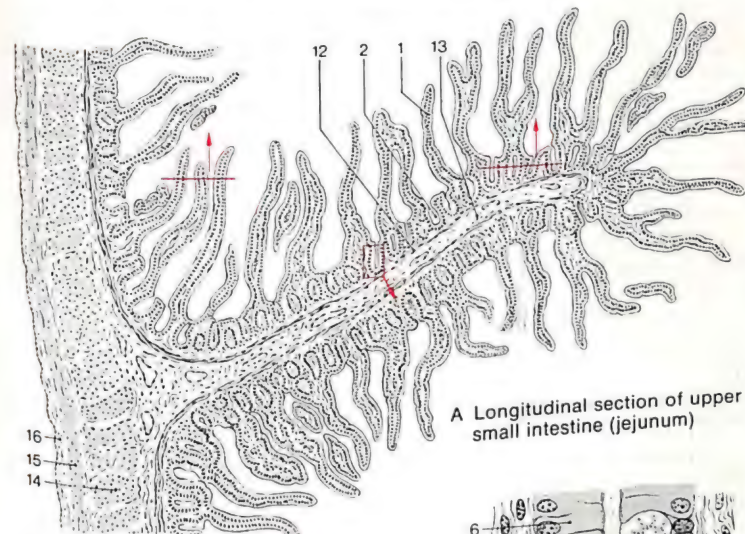 12 2 1 13
A Longitudinal section of upper
small intestine (jejunum)
16
15
14
6